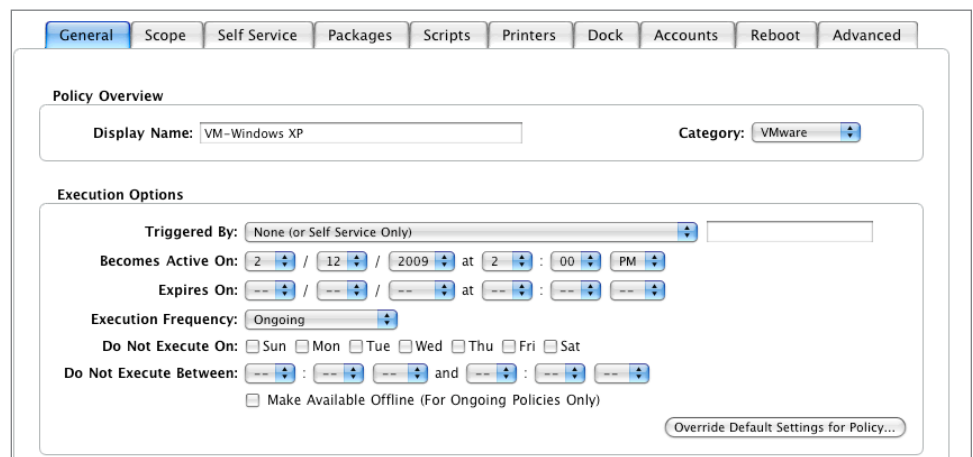 General Scope Self Service Packages Scripts Printers Dock Accounts Reboot Advanced
Policy Overview
Display Name: VM-Windows XP Category: VMware
Execution Options
Triggered By: None (or Self Service Only)
Becomes Active On: 2 / 12 / 2009 at 2 : 00 PM
Expires On: -- / -- / -- at -- : -- --
Execution Frequency: Ongoing
Do Not Execute On: Sun Mon Tue Wed Thu Fri Sat
Do Not Execute Between: -- : -- -- and -- : -- --
Make Available Offline (For Ongoing Policies Only)
Override Default Settings for Policy...